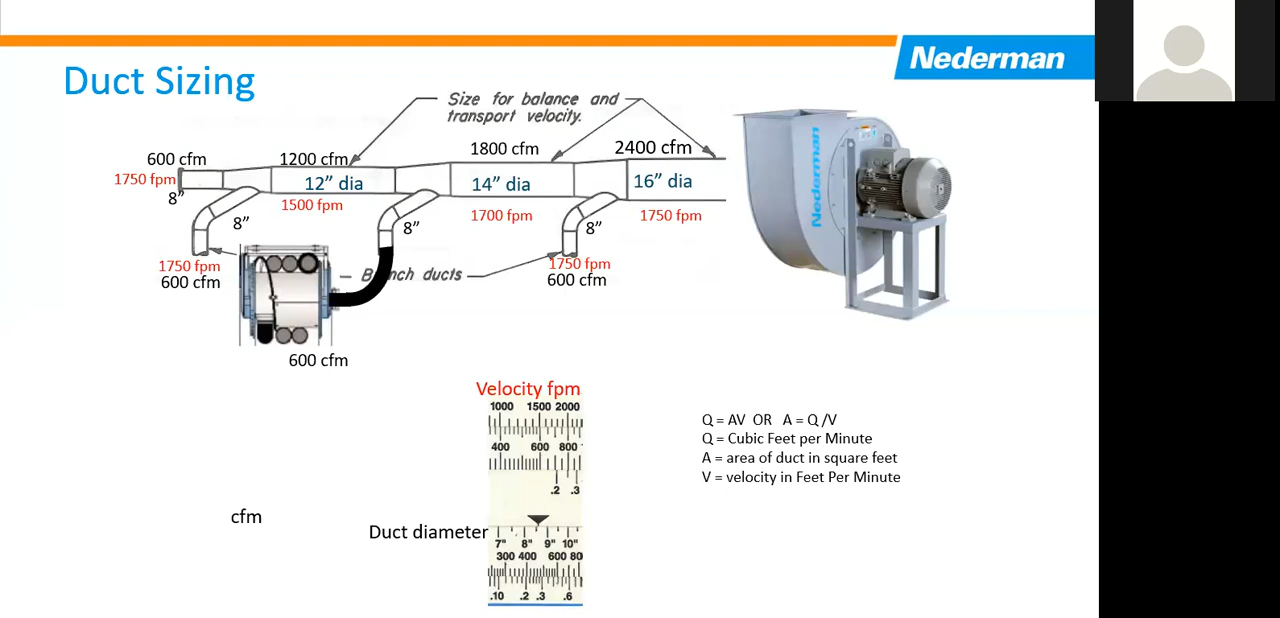 Nederman
Duct Sizing
Size for balance and
transport velocity.
600 cfm
1200 cfm
1800 cfm
2400 cfm
1750 fpm
12” dia
14” dia
16” dia
8”
1500 fpm
1700 fpm
1750 fpm
8”
8”
8”
1750 fpm
600 cfm
Branch ducts
1750 fpm
600 cfm
600 cfm
Nederman
Velocity fpm
1000 1500 2000
400 600 800
.2 .3
Duct diameter
7" 8" 9" 10"
300 400 600 80
.10 .2 .3 .6
cfm
Q = AV OR A = Q /V
Q = Cubic Feet per Minute
A = area of duct in square feet
V = velocity in Feet Per Minute